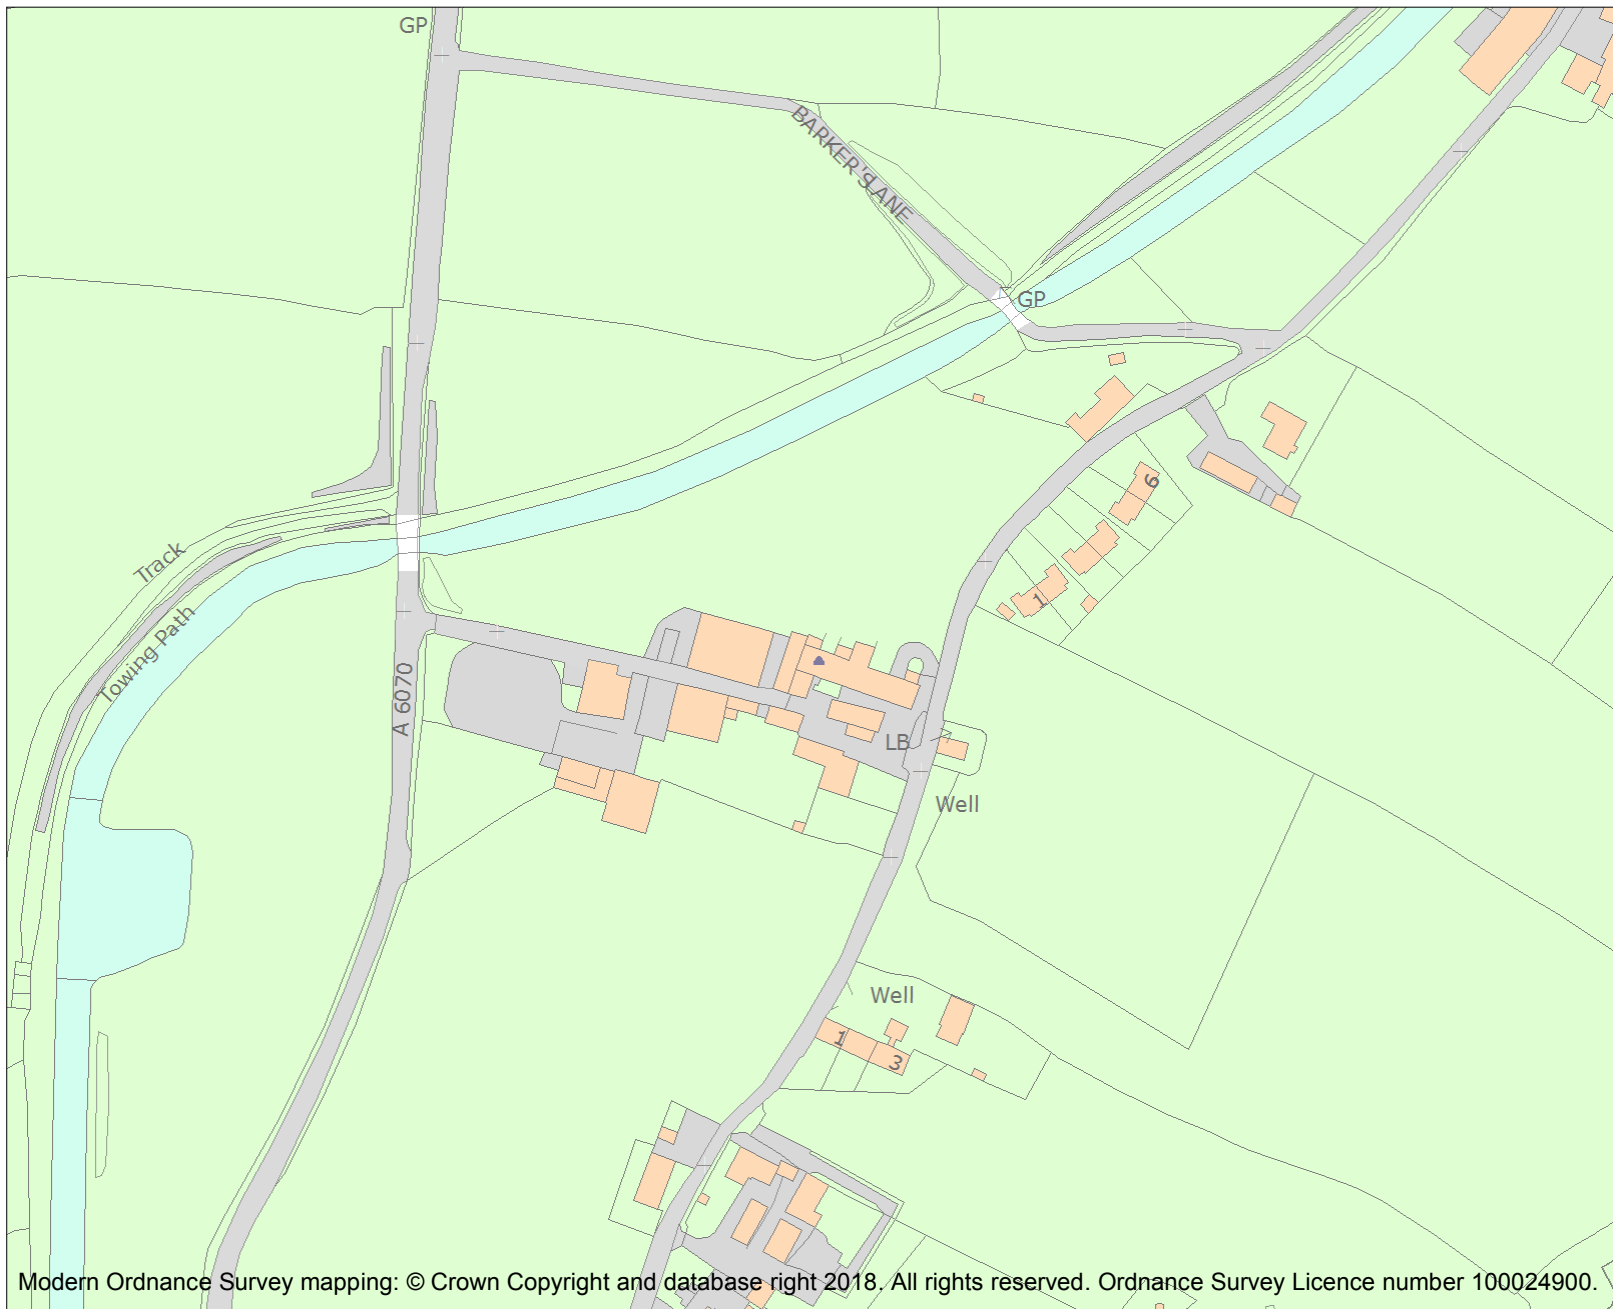 GP
BARKER'S LANE
GP
6
Track
1
Towing Path
A 6070
LB
Well
Well
1
3
Modern Ordnance Survey mapping: © Crown Copyright and database right 2018. All rights reserved. Ordnance Survey Licence number 100024900.